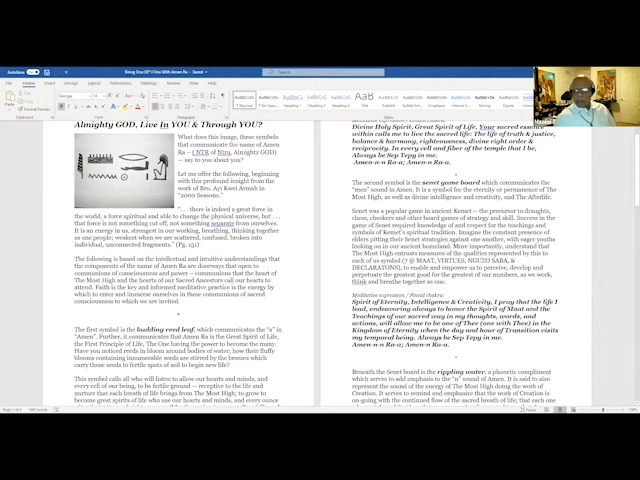 AutoSave
File Home Insert Draw Design Layout References Mailings Review View Help
Georgia
Almighty GOD, Live In YOU & Through YOU?
What does this image, these symbols
that communicate the name of Amen
Ra – ( NTR of Ntru, Almighty GOD)
— say to you about you?
Let me offer the following, beginning
with this profound insight from the
work of Bro. Ayi Kwei Armah in
"2000 Seasons."
" . . . there is indeed a great force in
the world, a force spiritual and able to change the physical universe, but . . .
that force is not something cut off, not something separate from ourselves.
It is an energy in us, strongest in our working, breathing, thinking together
as one people; weakest when we are scattered, confused, broken into
individual, unconnected fragments." (Pg. 151)
The following is based on the intellectual and intuitive understandings that
the components of the name of Amen Ra are doorways that open to
communions of consciousness and power – communions that the heart of
The Most High and the hearts of our Sacred Ancestors call our hearts to
attend. Faith is the key and informed meditative practice is the energy by
which to enter and immerse ourselves in these communions of sacred
consciousness to which we are invited.
*
The first symbol is the budding reed leaf, which communicates the "a" in
"Amen". Further, it communicates that Amen Ra is the Great Spirit of Life,
the First Principle of Life, The One having the power to become the many.
Have you noticed reeds in bloom around bodies of water; how their fluffy
blooms containing innumerable seeds are stirred by the breezes which
carry those seeds to fertile spots of soil to begin new life?
This symbol calls all who will listen to allow our hearts and minds, and
every cell of our being, to be fertile ground — receptive to the life and
nurture that each breath of life brings from The Most High; to grow to
become great spirits of life who use our hearts and minds, and every ounce
Divine Holy Spirit, Great Spirit of Life, Your sacred essence
within calls me to live the sacred life: The life of truth & justice,
balance & harmony, righteousness, divine right order &
reciprocity. In every cell and fiber of the temple that I be,
Always be Sep Tepy in me.
Amen-n-n Ra-a; Amen-n Ra-a.
*
The second symbol is the senet game board which communicates the
"men" sound in Amen. It is a symbol for the eternity or permanence of The
Most High, as well as divine intelligence and creativity, and The Afterlife.
Senet was a popular game in ancient Kemet — the precursor to draughts,
chess, checkers and other board games of strategy and skill. Success in the
game of Senet required knowledge of and respect for the teachings and
symbols of Kemet's spiritual tradition. Imagine the constant presence of
elders pitting their Senet strategies against one another, with eager youths
looking on in our ancient homeland. More importantly, understand that
The Most High entrusts measures of the qualities represented by this to
each of us symbol (7 @ MAAT, VIRTUES, NGUZO SABA, &
DECLARATONS), to enable and empower us to perceive, develop and
perpetuate the greatest good for the greatest of our numbers, as we work,
think and breathe together as one.
Meditative expression / Posed chakra:
Spirit of Eternity, Intelligence & Creativity, I pray that the life I
lead, endeavoring always to honor the Spirit of Maat and the
Teachings of our sacred way in my thoughts, words, and
actions, will allow me to be one of Thee (one with Thee) in the
Kingdom of Eternity when the day and hour of Transition visits
my temporal being. Always be Sep Tepy in me.
Amen-n-n Ra-a; Amen-n Ra-a.
*
Beneath the Senet board is the rippling water, a phonetic compliment
which serves to add emphasis to the "n" sound of Amen. It is said to also
represent the sound of the energy of The Most High doing the work of
Creation. It serves to remind and emphasize that the work of Creation is
on-going with the continued flow of the sacred breath of life; that each one